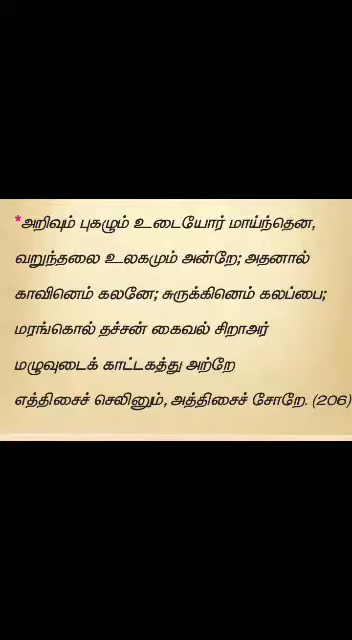 *அறிவும் புகழும் உடையோர் மாய்ந்தென,
வறுந்தலை உலகமும் அன்றே; அதனால்
காவினெம் கலனே; சுருக்கினெம் கலப்பை;
மரங்கொல் தச்சன் கைவல் சிறாஅர்
மழுவுடைக் காட்டகத்து அற்றே
எத்திசைச் செலினும், அத்திசைச் சோறே. (206)